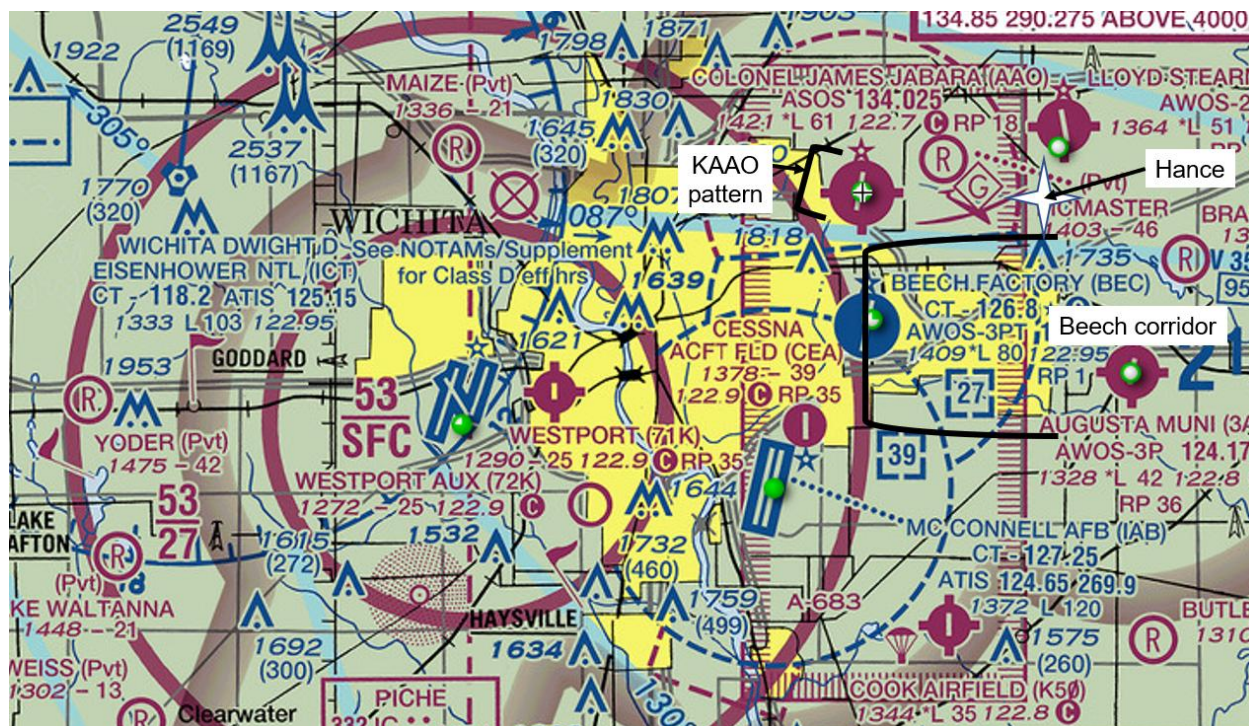 134.85 290.275 ABOVE 4000
2549
(1169)
1922
1798
1871
MAIZE (Pvt)
1336 - 21
COLONEL JAMES JABARA (AAO)
ASOS 134.025
1421 *L 61 122.7 C RP 18
AWOS-2
1364 *L 51
305°
2537
(1167)
1830
1645
(320)
R
KAAO
pattern
R
(Pvt)
G
Hance
1770
(320)
1807
WICHITA
087°
1818
1403 - 46
R
1735
WICHITA DWIGHT D
EISENHOWER NTL (ICT)
CT - 118.2 ATIS 125.15
1333 L 103 122.95
See NOTAMs/Supplement
for Class D eff hrs
1639
BEECH FACTORY (BEC)
CT - 126.8
AWOS-3PT
1409 *L 80 122.95
RP 1
Beech corridor
1953
GODDARD
1621
CESSNA
ACFT FLD (CEA)
1378 - 39
122.9 C RP 35
27
21
R
53
SFC
YODER (Pvt)
1475 - 42
WESTPORT (71K)
1290 - 25 122.9 C RP 35
39
AUGUSTA MUNI (3A
AWOS-3P 124.17
1328 *L 42 122.8
RP 36
WESTPORT AUX (72K)
1272 - 25 122.9 C
1644
53
27
LAKE
AFTON
R
1615
(272)
1532
1732
(460)
MC CONNELL AFB (IAB)
CT - 127.25
ATIS 124.65 269.9
1372 L 120
(Pvt)
KE WALTANNA
1448 - 21
HAYSVILLE
1759
(499)
A-683
1692
(300)
1634
1575
(260)
R
BUTLE
1310
WEISS (Pvt)
1302 - 13
PICHE
130°
COOK AIRFIELD (K50)
1344 *L 35 122.8 C
R
Clearwater